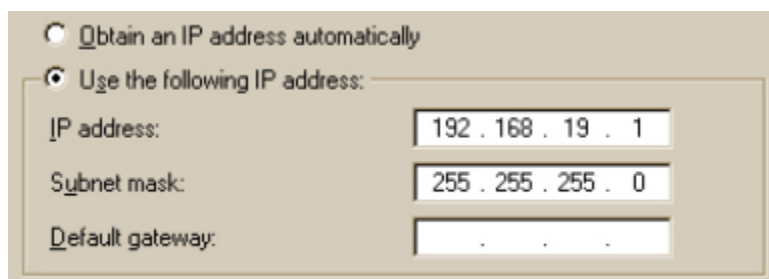 Obtain an IP address automatically
Use the following IP address:
IP address: 192 . 168 . 19 . 1
Subnet mask: 255 . 255 . 255 . 0
Default gateway: . . .